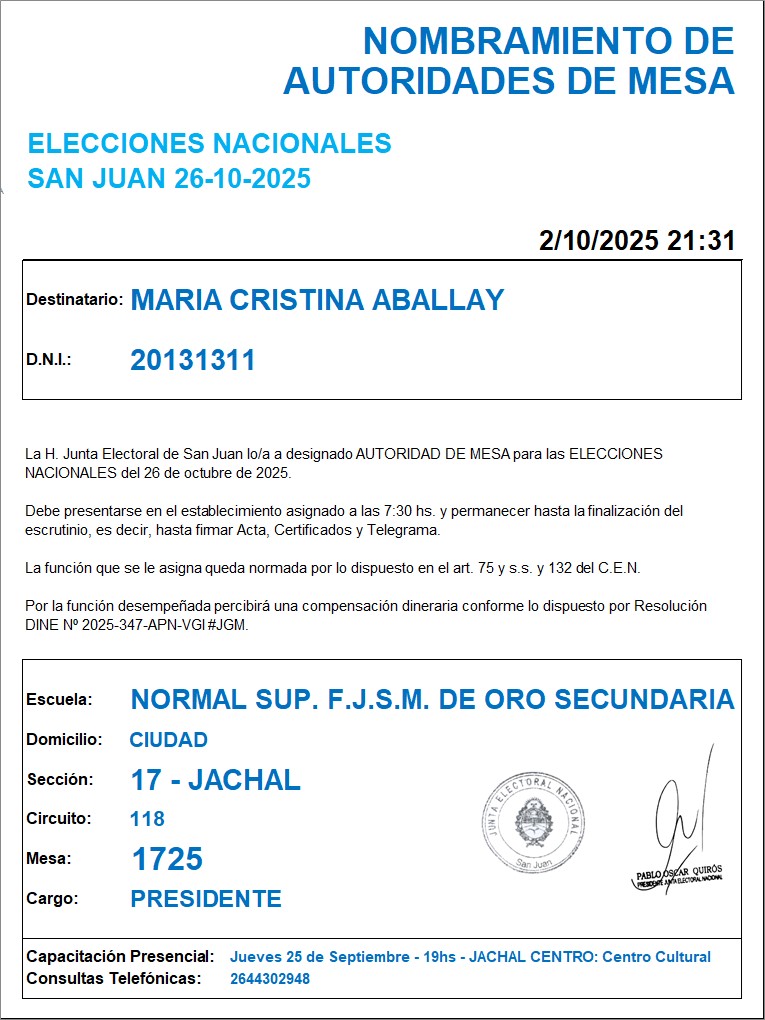 NOMBRAMIENTO DE
AUTORIDADES DE MESA
ELECCIONES NACIONALES
SAN JUAN 26-10-2025
2/10/2025 21:31
Destinatario: MARIA CRISTINA ABALLAY
D.N.I.: 20131311
La H. Junta Electoral de San Juan lo/a a designado AUTORIDAD DE MESA para las ELECCIONES
NACIONALES del 26 de octubre de 2025.
Debe presentarse en el establecimiento asignado a las 7:30 hs. y permanecer hasta la finalización del
escrutinio, es decir, hasta firmar Acta, Certificados y Telegrama.
La función que se le asigna queda normada por lo dispuesto en el art. 75 y s.s. y 132 del C.E.N.
Por la función desempeñada percibirá una compensación dineraria conforme lo dispuesto por Resolución
DINE Nº 2025-347-APN-VGI#JGM.
Escuela: NORMAL SUP. F.J.S.M. DE ORO SECUNDARIA
Domicilio: CIUDAD
Sección: 17 - JACHAL
Circuito: 118
Mesa: 1725
Cargo: PRESIDENTE
JUNTA ELECTORAL NACIONAL
San Juan
PABLO OSCAR QUIRÓS
PRESIDENTE JUNTA ELECTORAL NACIONAL
Capacitación Presencial: Jueves 25 de Septiembre - 19hs - JACHAL CENTRO: Centro Cultural
Consultas Telefónicas: 2644302948